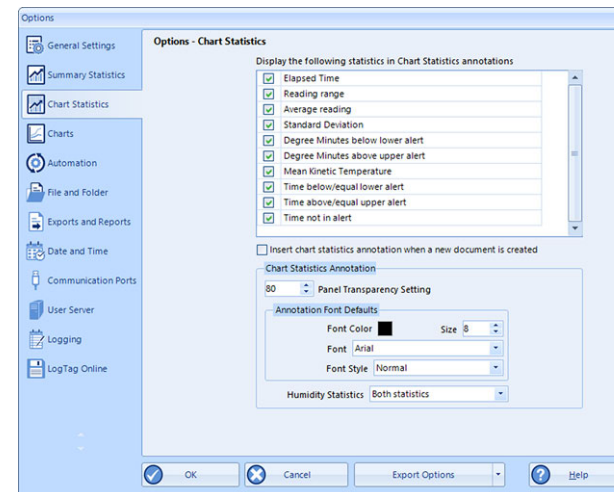 Options
General Settings
Summary Statistics
Chart Statistics
Charts
Automation
File and Folder
Exports and Reports
Date and Time
Communication Ports
User Server
Logging
LogTag Online
Options - Chart Statistics
Display the following statistics in Chart Statistics annotations
Elapsed Time
Reading range
Average reading
Standard Deviation
Degree Minutes below lower alert
Degree Minutes above upper alert
Mean Kinetic Temperature
Time below/equal lower alert
Time above/equal upper alert
Time not in alert
Insert chart statistics annotation when a new document is created
Chart Statistics Annotation
80 Panel Transparency Setting
Annotation Font Defaults
Font Color Size 8
Font Arial
Font Style Normal
Humidity Statistics Both statistics
OK Cancel Export Options Help